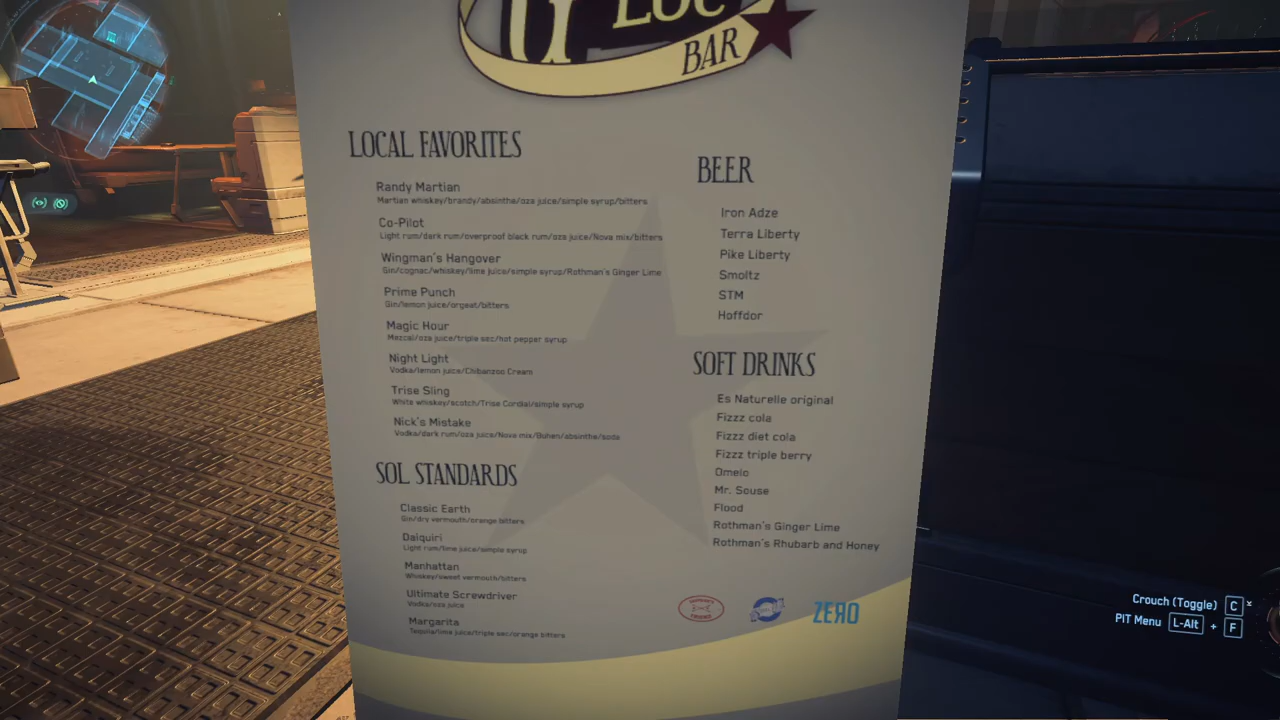 G LOC
BAR
LOCAL FAVORITES
Randy Martian
Martian whiskey/brandy/absinthe/oza juice/simple syrup/bitters
Co-Pilot
Light rum/dark rum/overproof black rum/oza juice/Nova mix/bitters
Wingman's Hangover
Gin/cognac/whiskey/lime juice/simple syrup/Rothman's Ginger Lime
Prime Punch
Gin/lemon juice/orgeat/bitters
Magic Hour
Mezcal/oza juice/triple sec/hot pepper syrup
Night Light
Vodka/lemon juice/Chibanzoo Cream
Trise Sling
White whiskey/scotch/Trise Cordial/simple syrup
Nick's Mistake
Vodka/dark rum/oza juice/Nova mix/Buhen/absinthe/soda
SOL STANDARDS
Classic Earth
Gin/dry vermouth/orange bitters
Daiquiri
Light rum/lime juice/simple syrup
Manhattan
Whiskey/sweet vermouth/bitters
Ultimate Screwdriver
Vodka/oza juice
Margarita
Tequila/lime juice/triple sec/orange bitters
BEER
Iron Adze
Terra Liberty
Pike Liberty
Smoltz
STM
Hoffdor
SOFT DRINKS
Es Naturelle original
Fizzz cola
Fizzz diet cola
Fizzz triple berry
Omelo
Mr. Souse
Flood
Rothman's Ginger Lime
Rothman's Rhubarb and Honey
ZERO
Crouch (Toggle) C
PiT Menu L-Alt + F